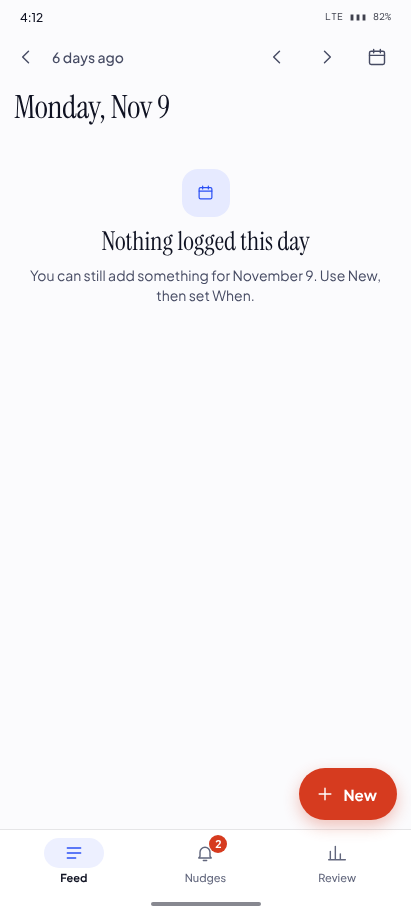 4:12
LTE 82%
6 days ago
Monday, Nov 9
Nothing logged this day
You can still add something for November 9. Use New,
then set When.
New
2
Feed
Nudges
Review